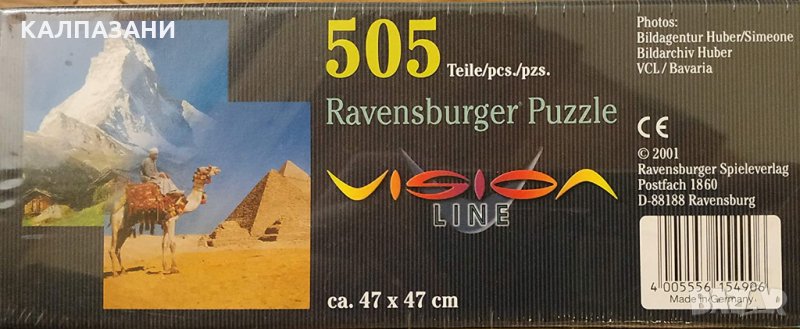 КАЛПАЗАНИ
505 Teile/pcs./pzs.
Ravensburger® Puzzle
VISION
LINE
ca. 47 x 47 cm
Photos:
Bildagentur Huber/Simeone
Bildarchiv Huber
VCL / Bavaria
CE
© 2001
Ravensburger Spieleverlag
Postfach 1860
D-88188 Ravensburg
4 005556 154906
Made in Germany
BAZAR